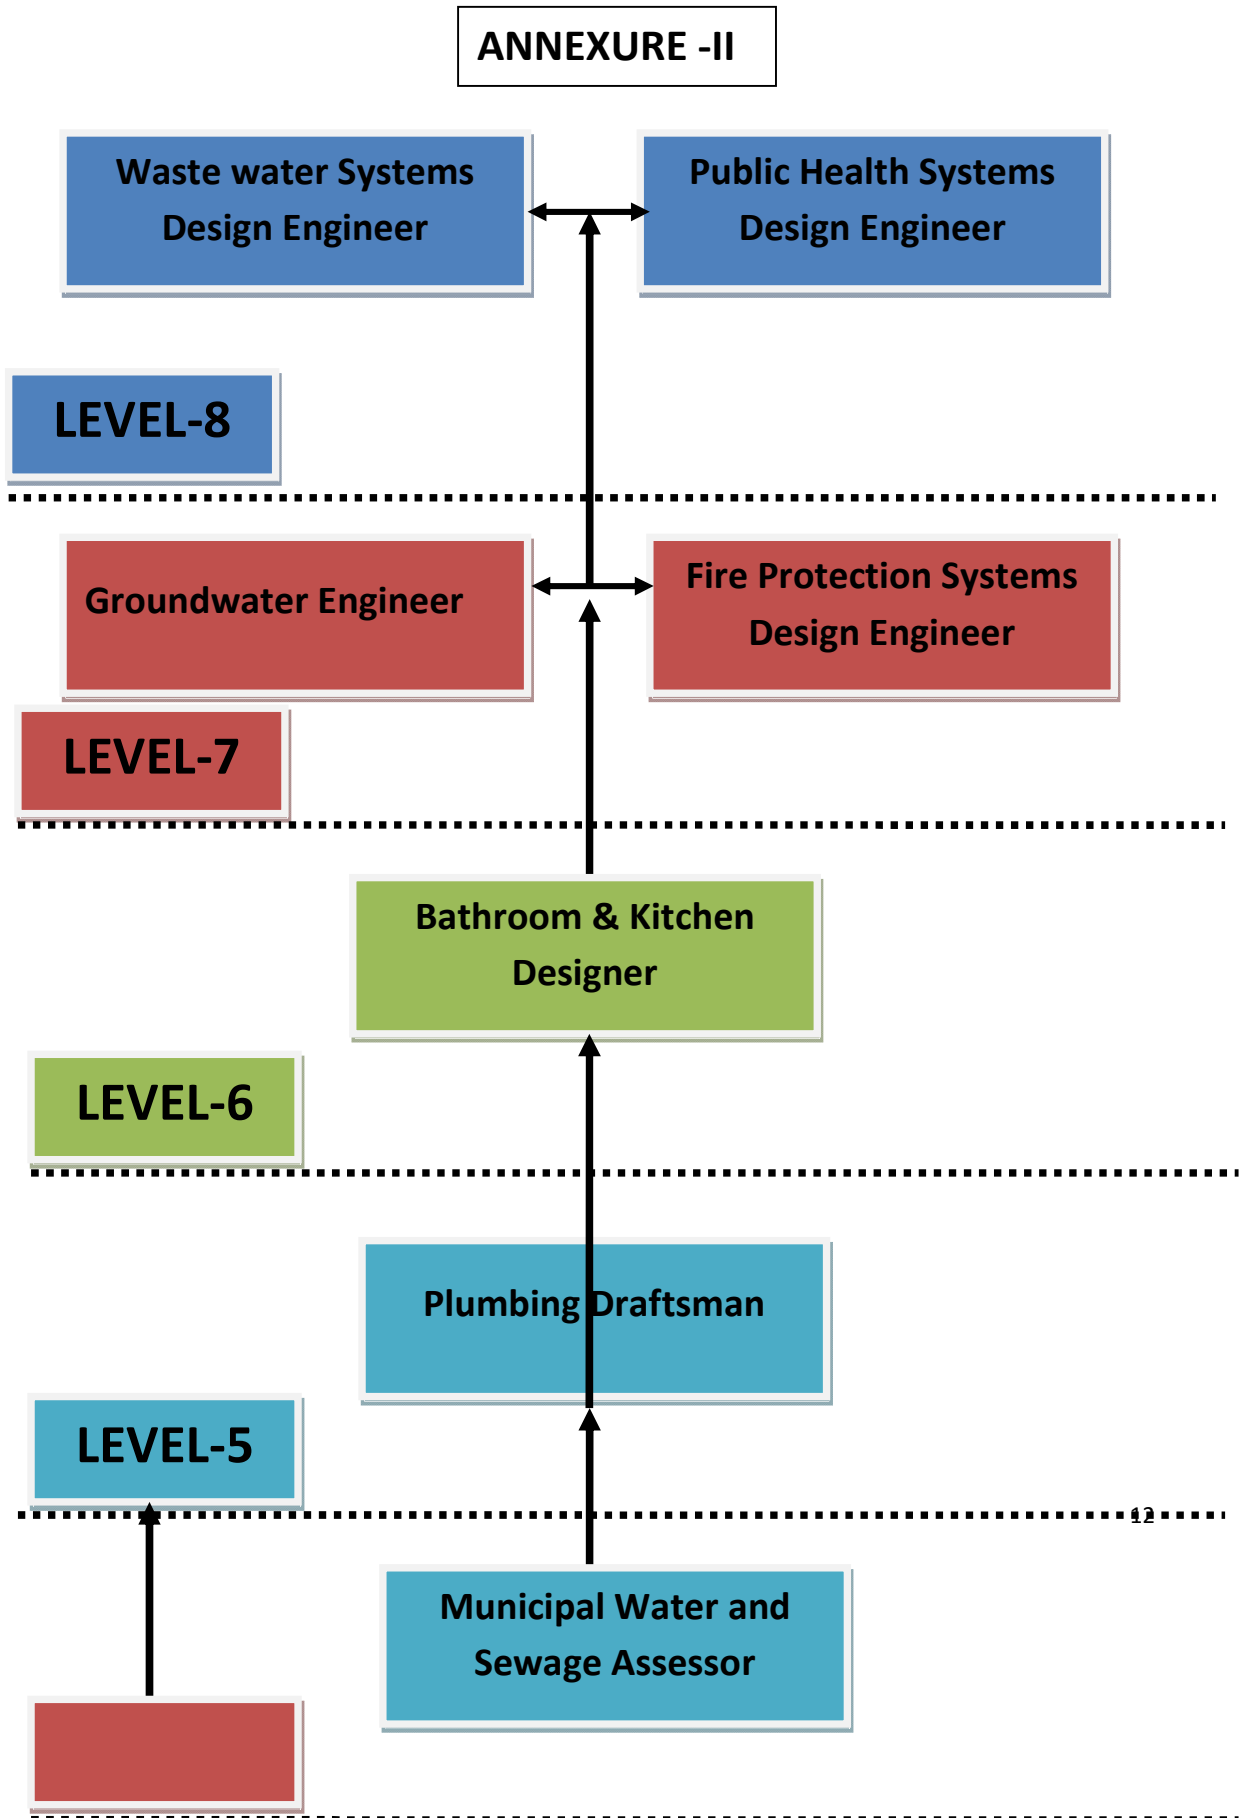 ANNEXURE -II
Waste water Systems
Design Engineer
Public Health Systems
Design Engineer
LEVEL-8
Groundwater Engineer
Fire Protection Systems
Design Engineer
LEVEL-7
Bathroom & Kitchen
Designer
LEVEL-6
Plumbing Draftsman
LEVEL-5
12
Municipal Water and
Sewage Assessor